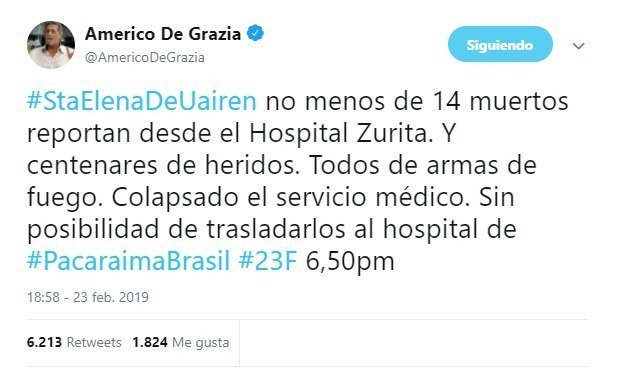 Americo De Grazia
@AmericoDeGrazia
Siguiendo
#StaElenaDeUairen no menos de 14 muertos
reportan desde el Hospital Zurita. Y
centenares de heridos. Todos de armas de
fuego. Colapsado el servicio médico. Sin
posibilidad de trasladarlos al hospital de
#PacaraimaBrasil #23F 6,50pm
18:58 - 23 feb. 2019
6.213 Retweets 1.824 Me gusta